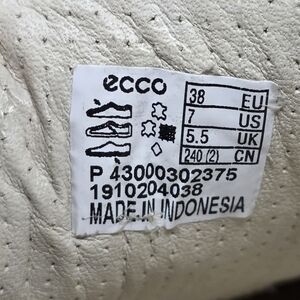 ecco
38 EU
7 US
5.5 UK
240 (2) CN
P 43000302375
1910204038
MADE IN INDONESIA